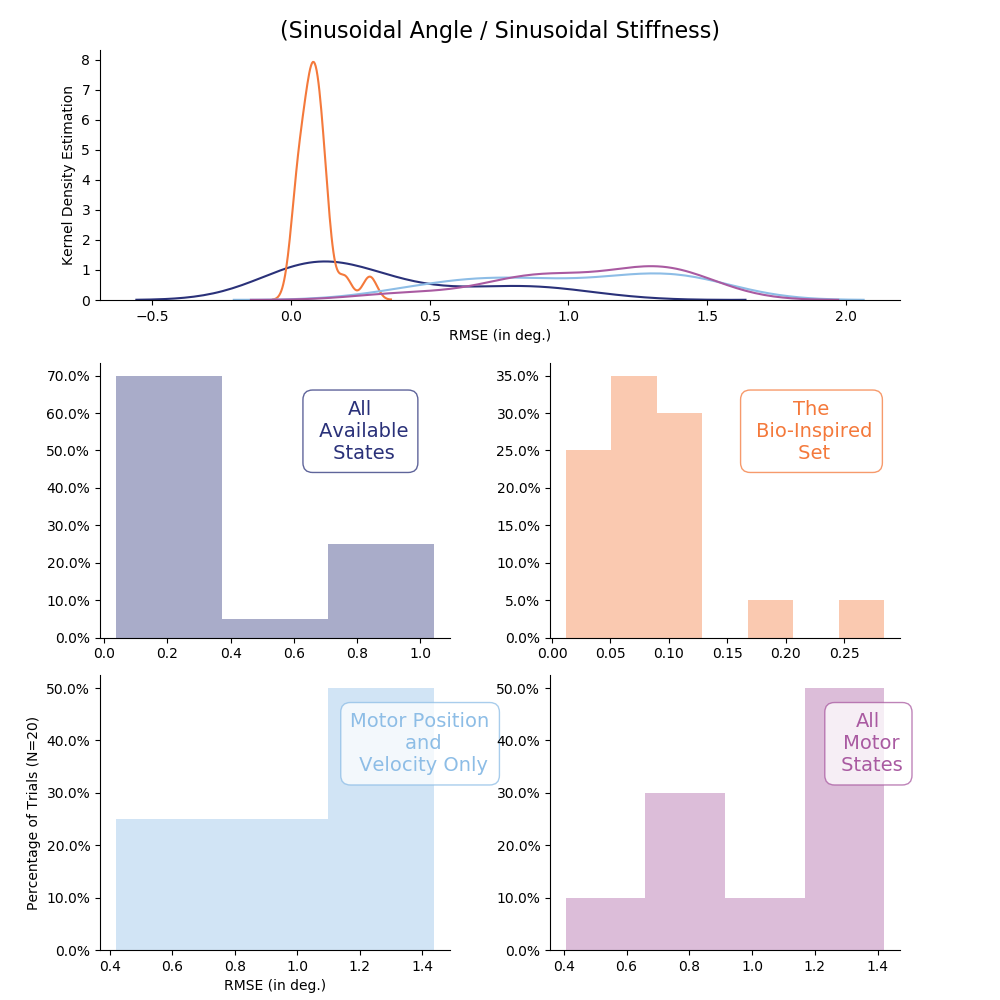 (Sinusoidal Angle / Sinusoidal Stiffness)
Kernel Density Estimation
8
7
6
5
4
3
2
1
0
−0.5 0.0 0.5 1.0 1.5 2.0
RMSE (in deg.)
70.0%
60.0%
50.0%
40.0%
30.0%
20.0%
10.0%
0.0%
0.0 0.2 0.4 0.6 0.8 1.0
All
Available
States
35.0%
30.0%
25.0%
20.0%
15.0%
10.0%
5.0%
0.0%
0.00 0.05 0.10 0.15 0.20 0.25
The
Bio-Inspired
Set
Percentage of Trials (N=20)
50.0%
40.0%
30.0%
20.0%
10.0%
0.0%
0.4 0.6 0.8 1.0 1.2 1.4
RMSE (in deg.)
Motor Position
and
Velocity Only
50.0%
40.0%
30.0%
20.0%
10.0%
0.0%
0.4 0.6 0.8 1.0 1.2 1.4
All
Motor
States